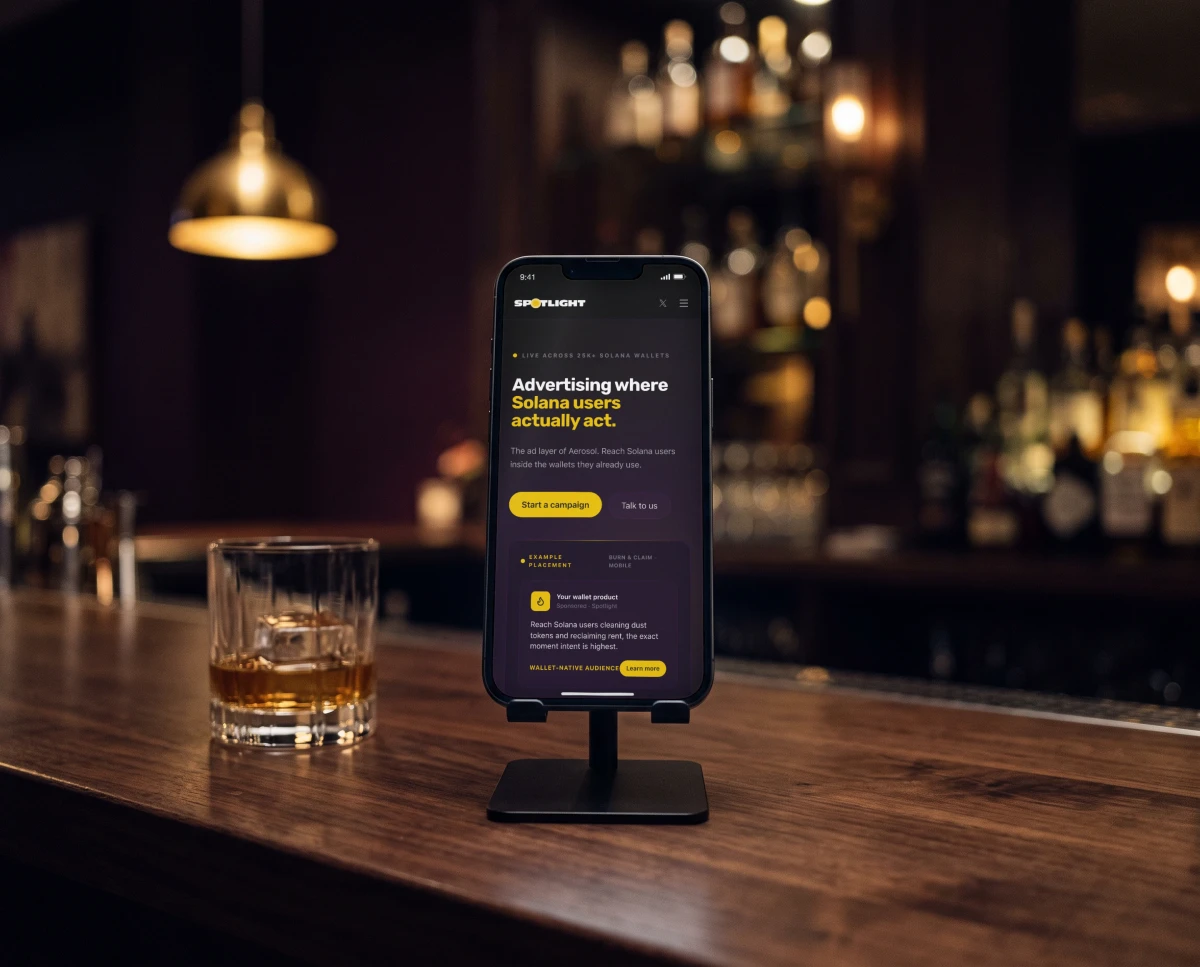 9:41
SPOTLIGHT
LIVE ACROSS 25K+ SOLANA WALLETS
Advertising where
Solana users
actually act.
The ad layer of Aerosol. Reach Solana users
inside the wallets they already use.
Start a campaign
Talk to us
EXAMPLE
PLACEMENT
BURN & CLAIM ·
MOBILE
Your wallet product
Sponsored · Spotlight
Reach Solana users cleaning dust
tokens and reclaiming rent, the exact
moment intent is highest.
WALLET-NATIVE AUDIENCE
Learn more